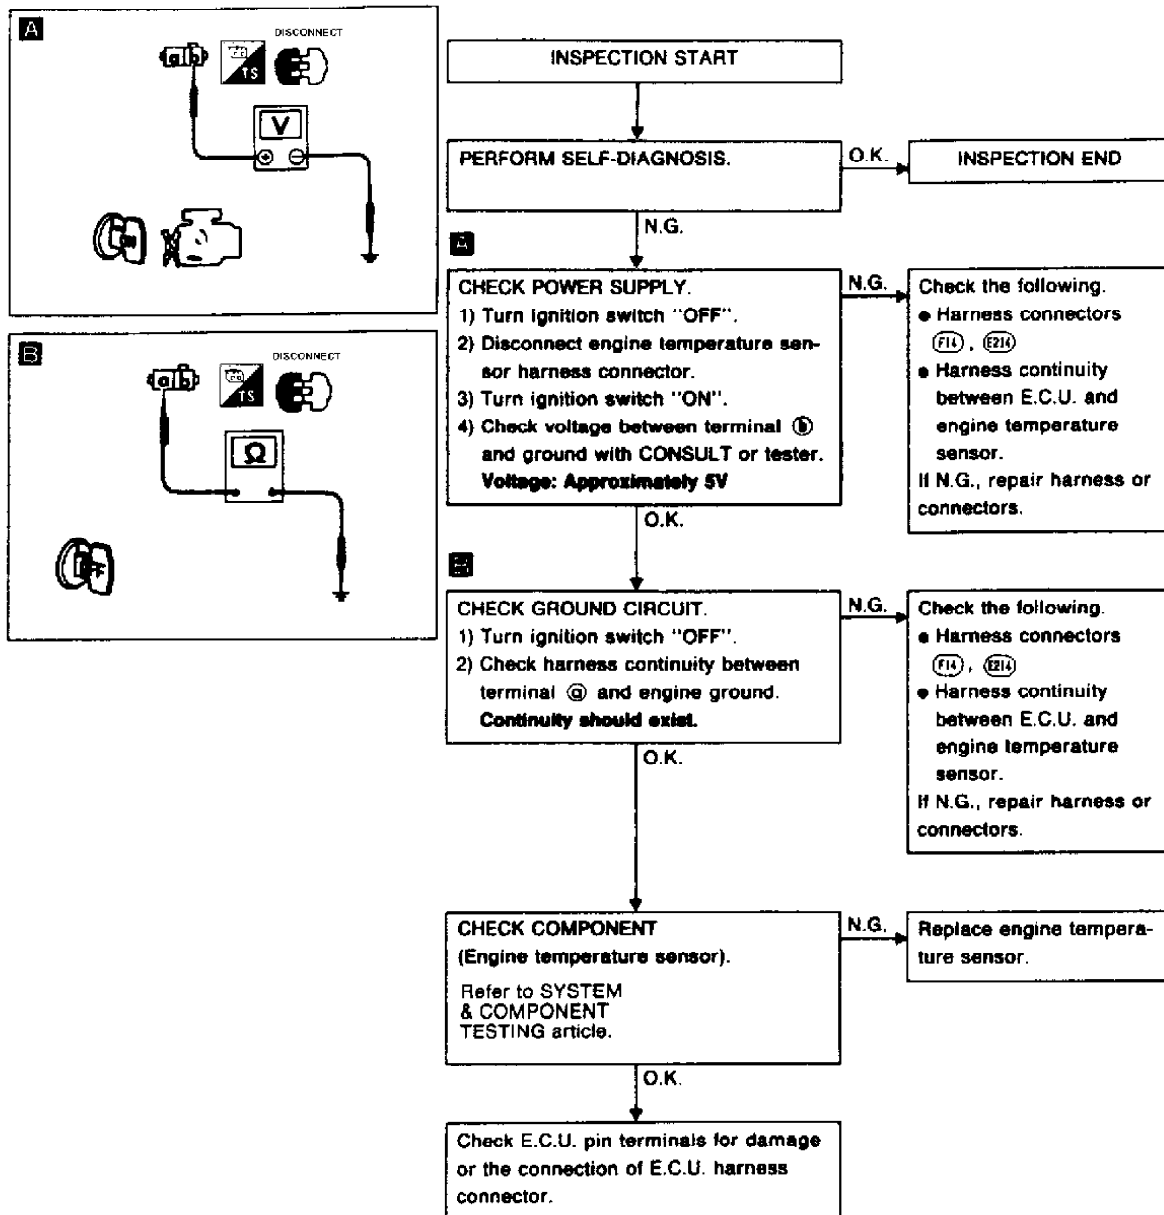 A
DISCONNECT
a b
TS
V
B
DISCONNECT
a b
TS
Ω
INSPECTION START
PERFORM SELF-DIAGNOSIS.
O.K.
INSPECTION END
N.G.
A
CHECK POWER SUPPLY.
1) Turn ignition switch "OFF".
2) Disconnect engine temperature sen-
sor harness connector.
3) Turn ignition switch "ON".
4) Check voltage between terminal ⓑ
and ground with CONSULT or tester.
Voltage: Approximately 5V
N.G.
Check the following.
● Harness connectors
F14 , E214
● Harness continuity
between E.C.U. and
engine temperature
sensor.
If N.G., repair harness or
connectors.
O.K.
B
CHECK GROUND CIRCUIT.
1) Turn ignition switch "OFF".
2) Check harness continuity between
terminal ⓐ and engine ground.
Continuity should exist.
N.G.
Check the following.
● Harness connectors
F14 , E214
● Harness continuity
between E.C.U. and
engine temperature
sensor.
If N.G., repair harness or
connectors.
O.K.
CHECK COMPONENT
(Engine temperature sensor).
Refer to SYSTEM
& COMPONENT
TESTING article.
N.G.
Replace engine tempera-
ture sensor.
O.K.
Check E.C.U. pin terminals for damage
or the connection of E.C.U. harness
connector.